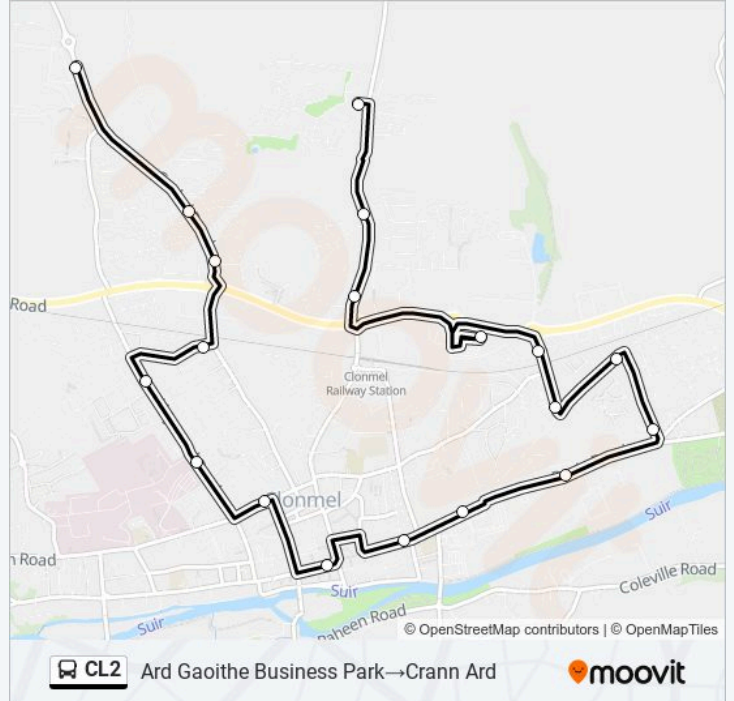 Road
Clonmel
Railway Station
Clonmel
n Road
Suir
Suir
Suir
Coleville Road
Raheen Road
© OpenStreetMap contributors | © OpenMapTiles
CL2 Ard Gaoithe Business Park→Crann Ard moovit